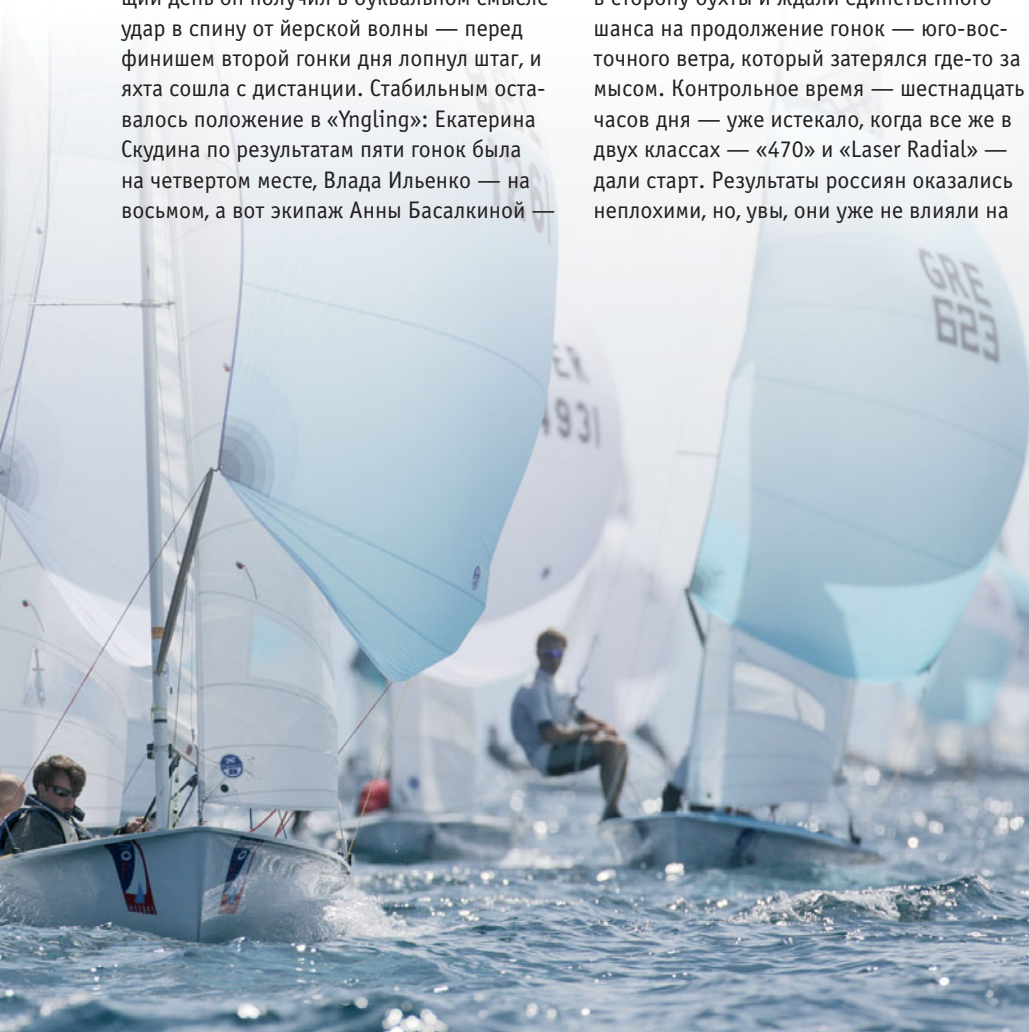 щий день он получил в буквальном смысле
удар в спину от йерской волны — перед
финишем второй гонки дня лопнул штаг, и
яхта сошла с дистанции. Стабильным оста-
валось положение в «Yngling»: Екатерина
Скудина по результатам пяти гонок была
на четвертом месте, Влада Ильенко — на
восьмом, а вот экипаж Анны Басалкиной —
в сторону бухты и ждали единственного
шанса на продолжение гонок — юго-вос-
точного ветра, который затерялся где-то за
мысом. Контрольное время — шестнадцать
часов дня — уже истекало, когда все же в
двух классах — «470» и «Laser Radial» —
дали старт. Результаты россиян оказались
неплохими, но, увы, они уже не влияли на
GRE
623
ER
4931